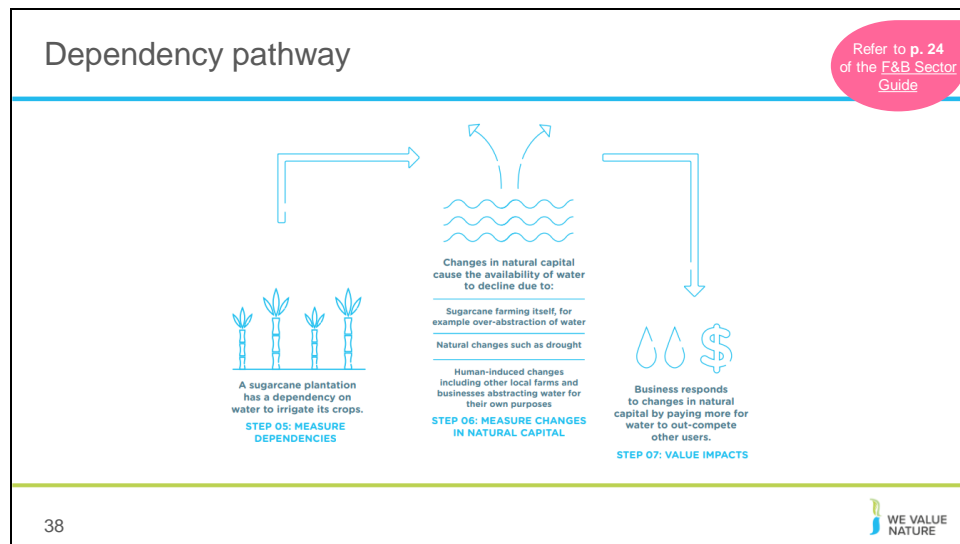 Dependency pathway
Refer to p. 24
of the F&B Sector
Guide
A sugarcane plantation
has a dependency on
water to irrigate its crops.
STEP 05: MEASURE
DEPENDENCIES
Changes in natural capital
cause the availability of water
to decline due to:
Sugarcane farming itself, for
example over-abstraction of water
Natural changes such as drought
Human-induced changes
including other local farms and
businesses abstracting water for
their own purposes
STEP 06: MEASURE CHANGES
IN NATURAL CAPITAL
$
Business responds
to changes in natural
capital by paying more for
water to out-compete
other users.
STEP 07: VALUE IMPACTS
38
WE VALUE
NATURE